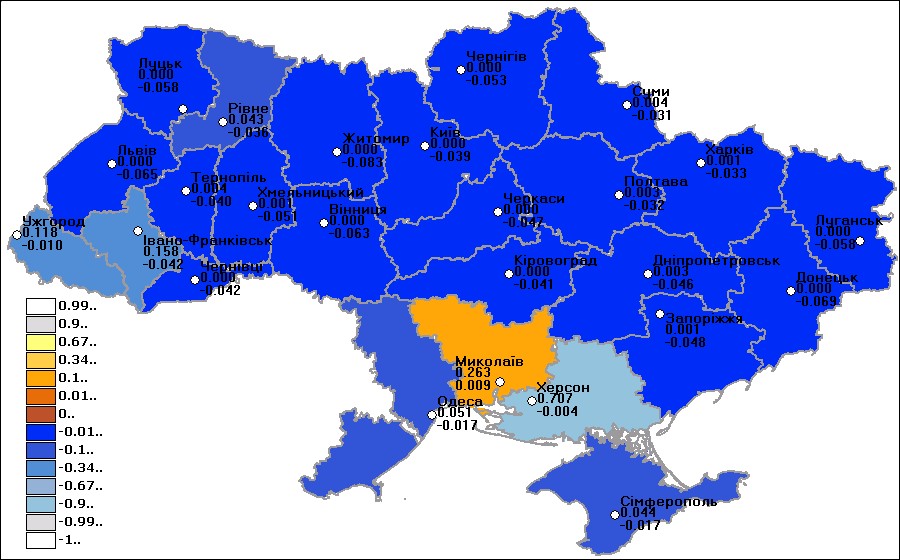 Чернігів
0.000
-0.053
Луцьк
0.000
-0.058
Суми
0.004
-0.031
Рівне
0.043
-0.036
Житомир
0.000
-0.083
Київ
0.000
-0.039
Харків
0.001
-0.033
Львів
0.000
-0.065
Тернопіль
0.004
-0.040
Хмельницький
0.001
-0.051
Полтава
0.003
-0.032
Черкаси
0.000
-0.047
Вінниця
0.000
-0.063
Ужгород
0.118
-0.010
Луганськ
0.000
-0.058
Івано-Франківськ
0.158
-0.042
Чернівці
0.000
-0.042
Кіровоград
0.000
-0.041
Дніпропетровськ
0.003
-0.046
Донецьк
0.000
-0.069
Запоріжжя
0.001
-0.048
Миколаїв
0.263
0.009
Херсон
0.707
-0.004
Одеса
0.051
-0.017
Сімферополь
0.044
-0.017
0.99..
0.9..
0.67..
0.34..
0.1..
0.01..
0..
-0.01..
-0.1..
-0.34..
-0.67..
-0.9..
-0.99..
-1..